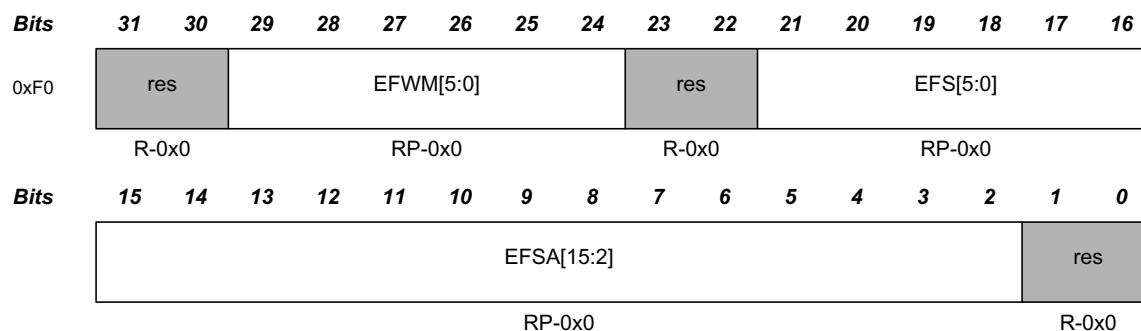 Bits 31 30 29 28 27 26 25 24 23 22 21 20 19 18 17 16
0xF0 res EFWM[5:0] res EFS[5:0]
R-0x0 RP-0x0 R-0x0 RP-0x0
Bits 15 14 13 12 11 10 9 8 7 6 5 4 3 2 1 0
EFSA[15:2] res
RP-0x0 R-0x0